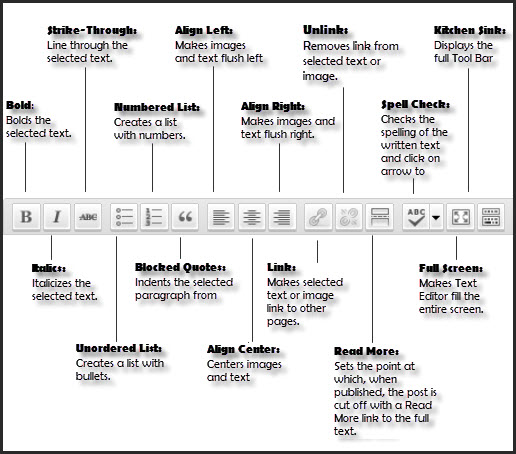 Strike-Through:
Line through the
selected text.
Align Left:
Makes images
and text flush left
Unlink:
Removes link from
selected text or
image.
Kitchen Sink:
Displays the
full Tool Bar
Bold:
Bolds the
selected text.
Numbered List:
Creates a list
with numbers.
Align Right:
Makes images and
text flush right.
Spell Check:
Checks the
spelling of the
written text
and click on
arrow to
B I ABC 1 2 3 “ ABC
Italics:
Italicizes the
selected text.
Blocked Quotes:
Indents the selected
paragraph from
Link:
Makes selected
text or image
link to other
pages.
Full Screen:
Makes Text
Editor fill the
entire screen.
Unordered List:
Creates a list with
bullets.
Align Center:
Centers images
and text
Read More:
Sets the point at
which, when
published, the post is
cut off with a Read
More link to the full
text.